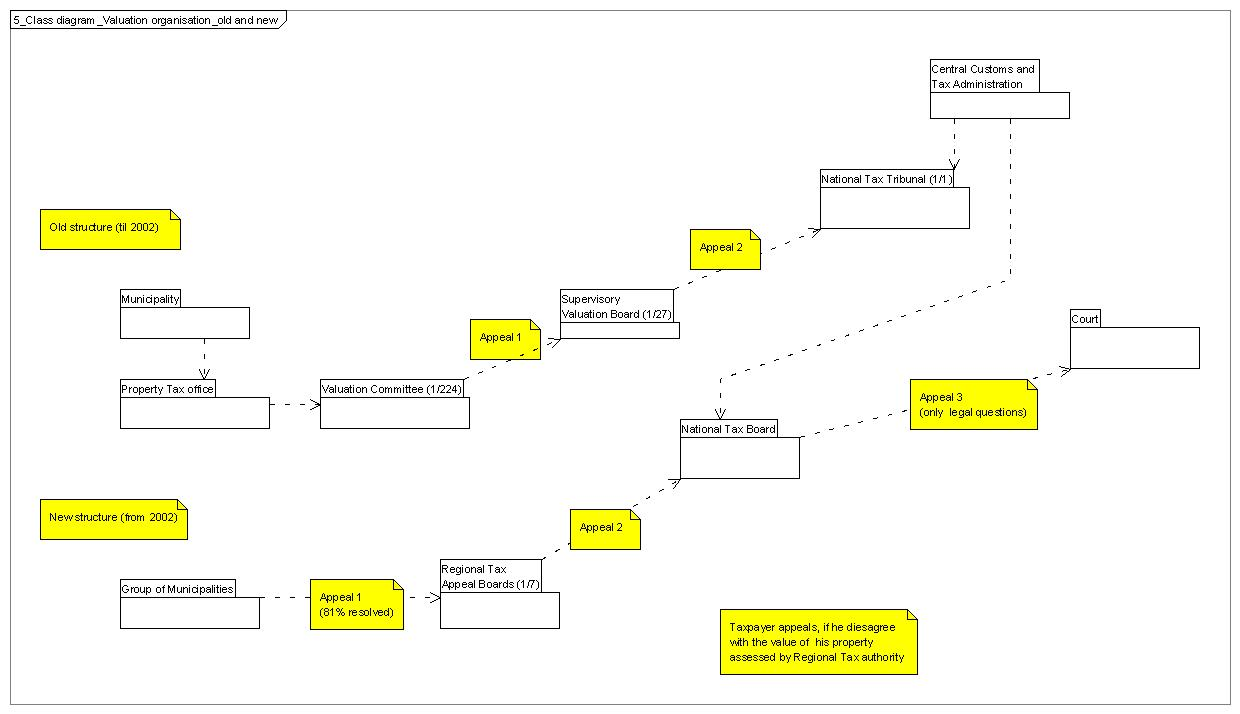 5_Class diagram_Valuation organisation_old and new
Central Customs and
Tax Administration
National Tax Tribunal (1/1)
Old structure (til 2002)
Appeal 2
Municipality
Supervisory
Valuation Board (1/27)
Appeal 1
Court
Property Tax office
Valuation Committee (1/224)
Appeal 3
(only legal questions)
National Tax Board
New structure (from 2002)
Appeal 2
Regional Tax
Appeal Boards (1/7)
Group of Municipalities
Appeal 1
(81% resolved)
Taxpayer appeals, if he diesagree
with the value of his property
assessed by Regional Tax authority